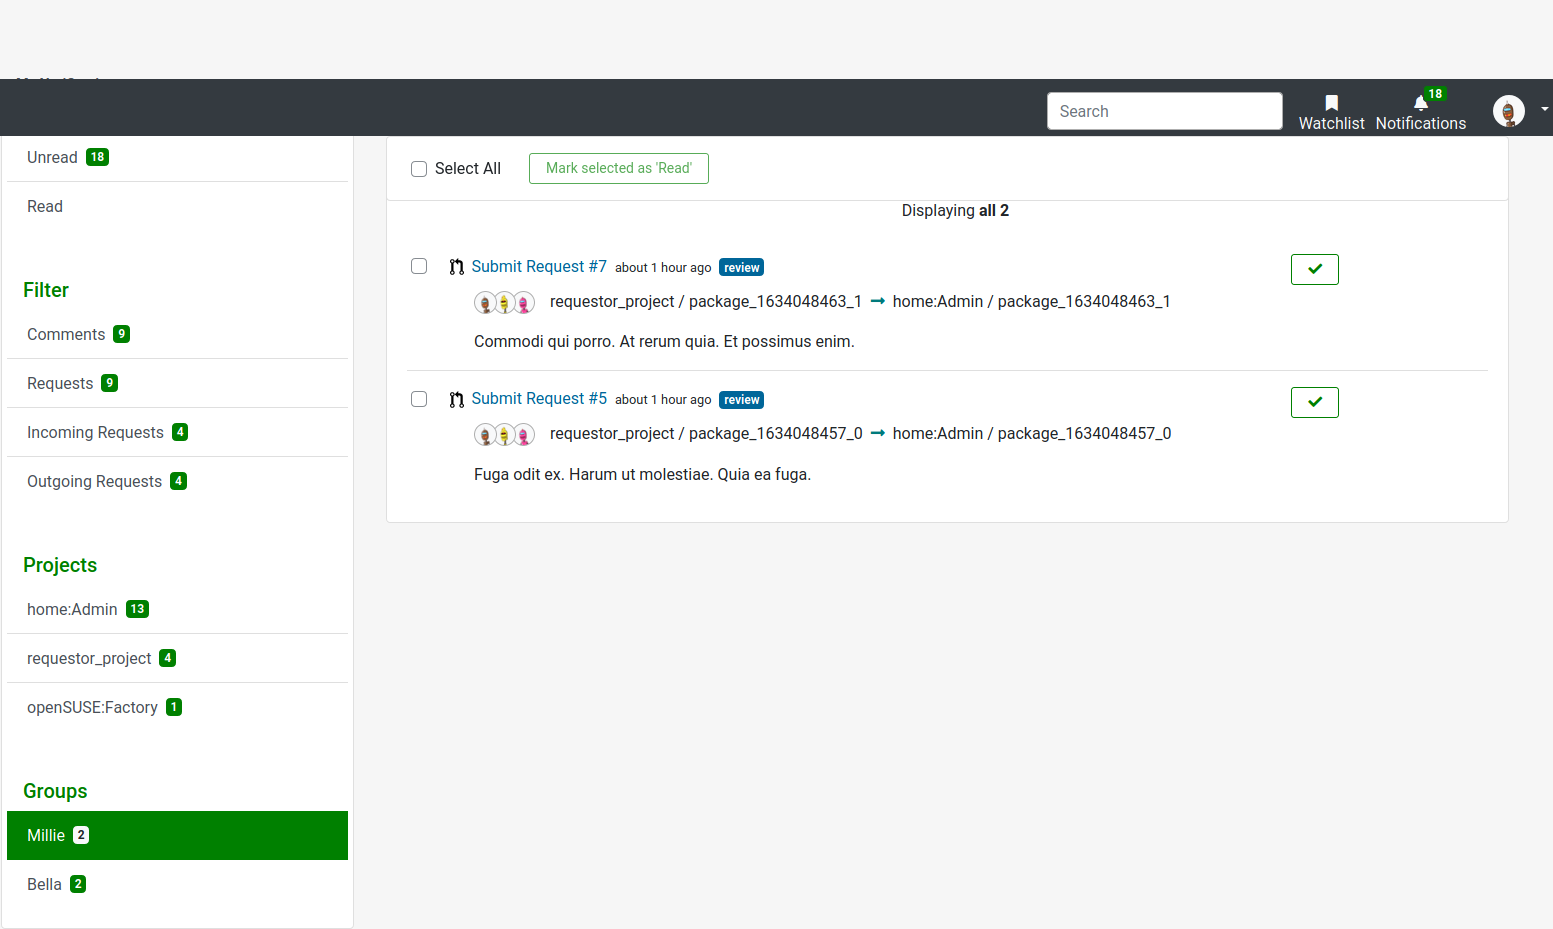 Search
Watchlist
Notifications 18
Unread 18
Read
Filter
Comments 9
Requests 9
Incoming Requests 4
Outgoing Requests 4
Projects
home:Admin 13
requestor_project 4
openSUSE:Factory 1
Groups
Millie 2
Bella 2
Select All Mark selected as 'Read'
Displaying all 2
Submit Request #7 about 1 hour ago review
requestor_project / package_1634048463_1 → home:Admin / package_1634048463_1
Commodi qui porro. At rerum quia. Et possimus enim.
Submit Request #5 about 1 hour ago review
requestor_project / package_1634048457_0 → home:Admin / package_1634048457_0
Fuga odit ex. Harum ut molestiae. Quia ea fuga.